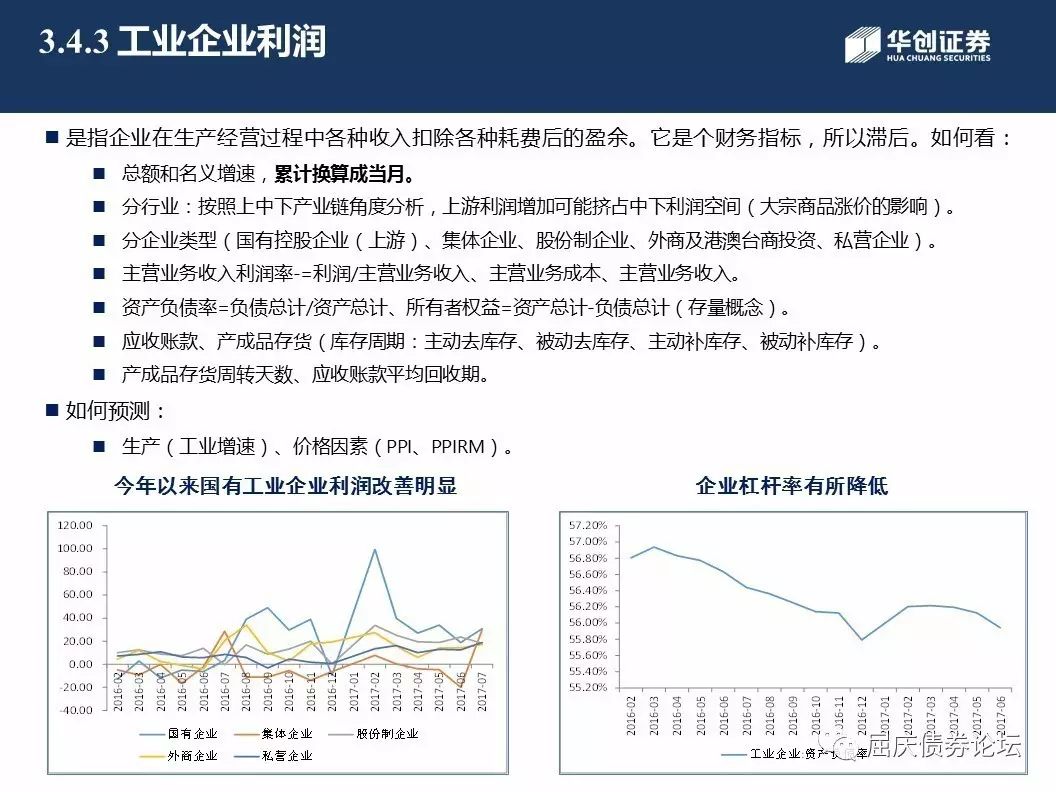 3.4.3 工业企业利润
华创证券
HUA CHUANG SECURITIES
是指企业在生产经营过程中各种收入扣除各种耗费后的盈余。它是个财务指标，所以滞后。如何看：
总额和名义增速，累计换算成当月。
分行业：按照上中下产业链角度分析，上游利润增加可能挤占中下利润空间（大宗商品涨价的影响）。
分企业类型（国有控股企业（上游）、集体企业、股份制企业、外商及港澳台商投资、私营企业）。
主营业务收入利润率-=利润/主营业务收入、主营业务成本、主营业务收入。
资产负债率=负债总计/资产总计、所有者权益=资产总计-负债总计（存量概念）。
应收账款、产成品存货（库存周期：主动去库存、被动去库存、主动补库存、被动补库存）。
产成品存货周转天数、应收账款平均回收期。
如何预测：
生产（工业增速）、价格因素（PPI、PPIRM）。
今年以来国有工业企业利润改善明显
120.00
100.00
80.00
60.00
40.00
20.00
0.00
-20.00
-40.00
2016-02
2016-03
2016-04
2016-05
2016-06
2016-07
2016-08
2016-09
2016-10
2016-11
2016-12
2017-01
2017-02
2017-03
2017-04
2017-05
2017-06
2017-07
国有企业 集体企业 股份制企业
外商企业 私营企业
企业杠杆率有所降低
57.20%
57.00%
56.80%
56.60%
56.40%
56.20%
56.00%
55.80%
55.60%
55.40%
55.20%
2016-02
2016-03
2016-04
2016-05
2016-06
2016-07
2016-08
2016-09
2016-10
2016-11
2016-12
2017-01
2017-02
2017-03
2017-04
2017-05
2017-06
工业企业:资产负债率
屈庆债券论坛